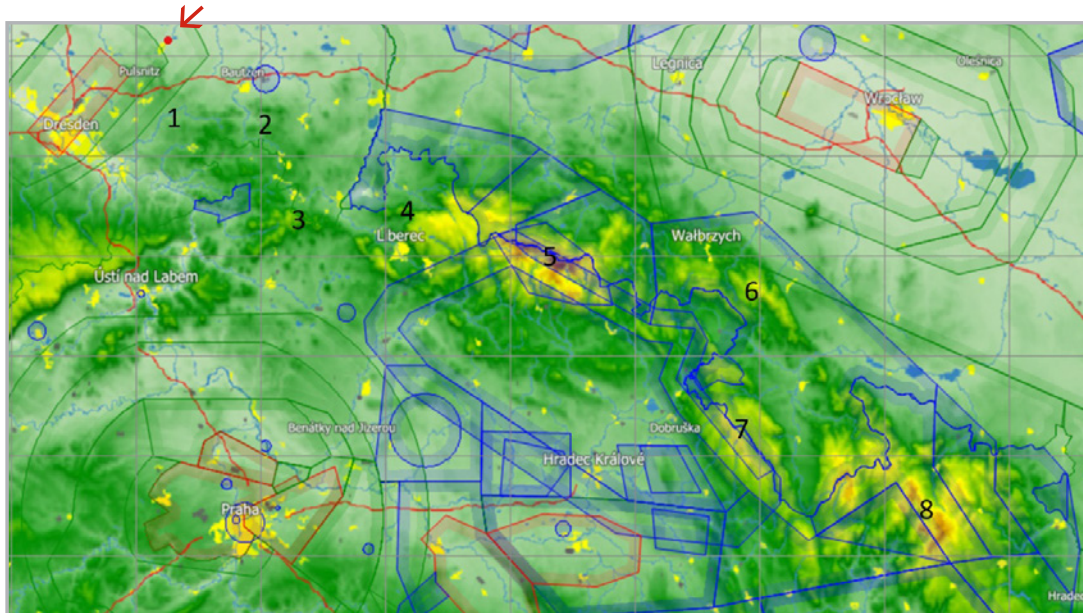 Legnica
Oleśnica
Pulsnitz
Bautzen
Wrocław
Dresden
1
2
3
4
Liberec
Wałbrzych
5
Ústí nad Labem
6
Benátky nad Jizerou
Dobruška
7
Hradec Králové
Praha
8
Hradec